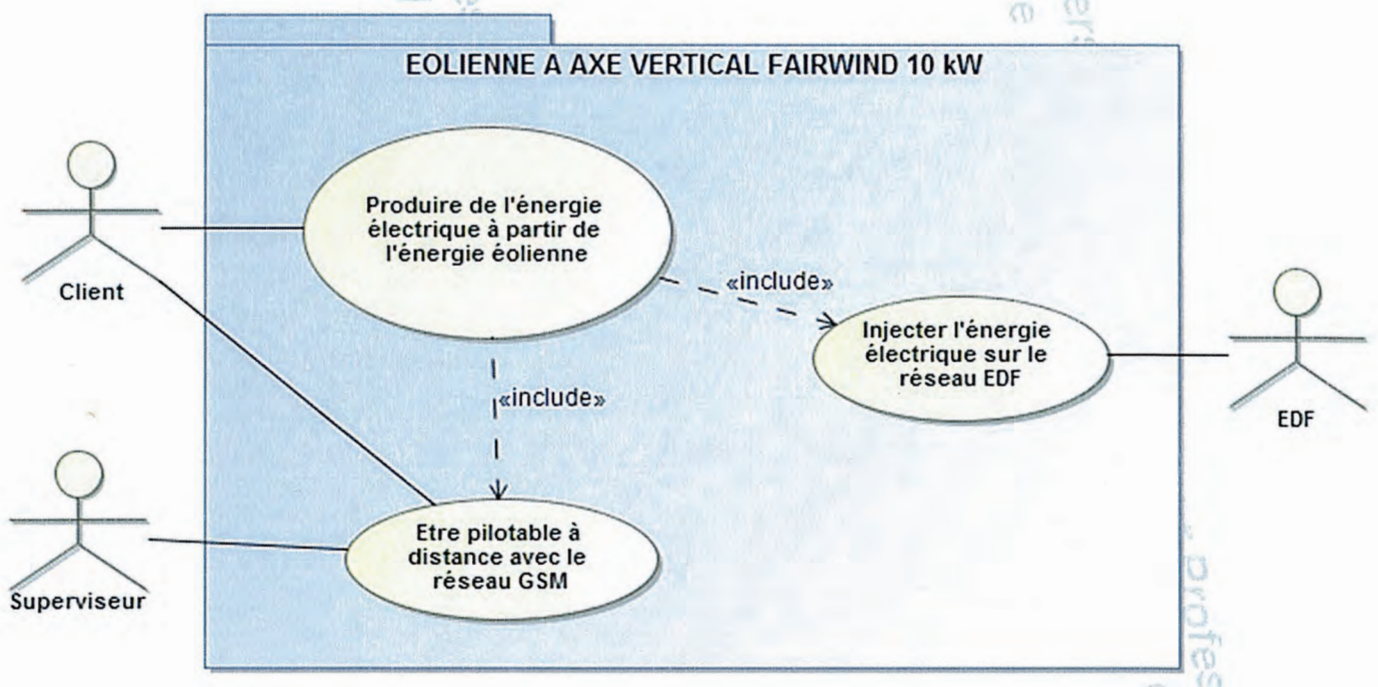 EOLIENNE A AXE VERTICAL FAIRWIND 10 kW
Produire de l'énergie
électrique à partir de
l'énergie éolienne
Client
«include»
Injecter l'énergie
électrique sur le
réseau EDF
EDF
«include»
Etre pilotable à
distance avec le
réseau GSM
Superviseur